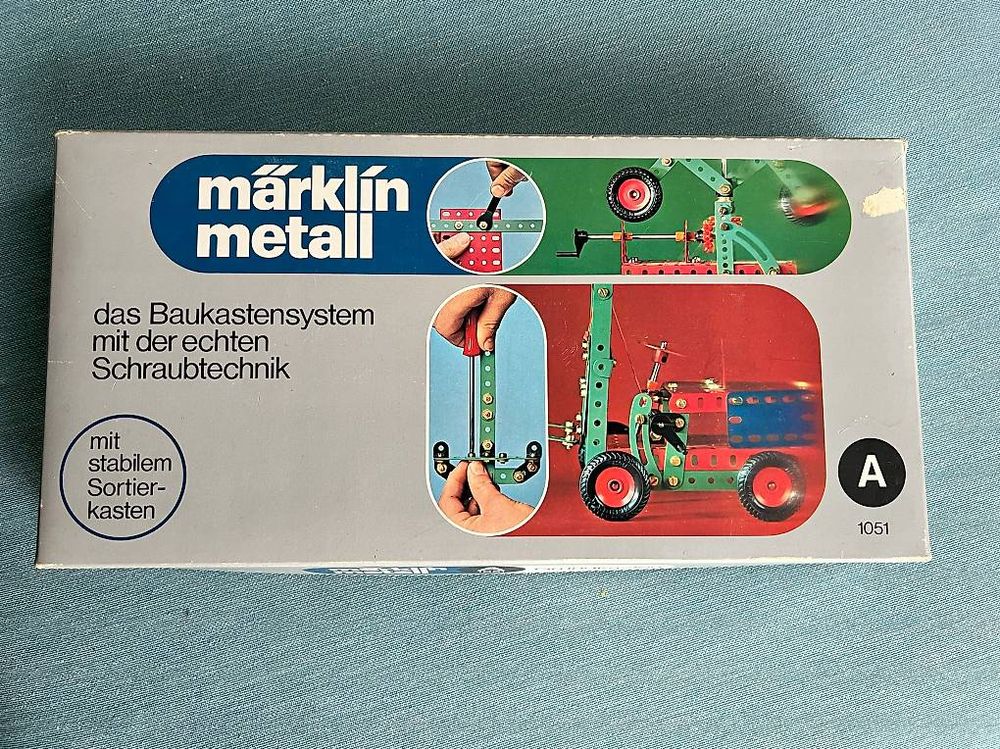 märklin
metall
das Baukastensystem
mit der echten
Schraubtechnik
mit
stabilem
Sortier-
kasten
A
1051